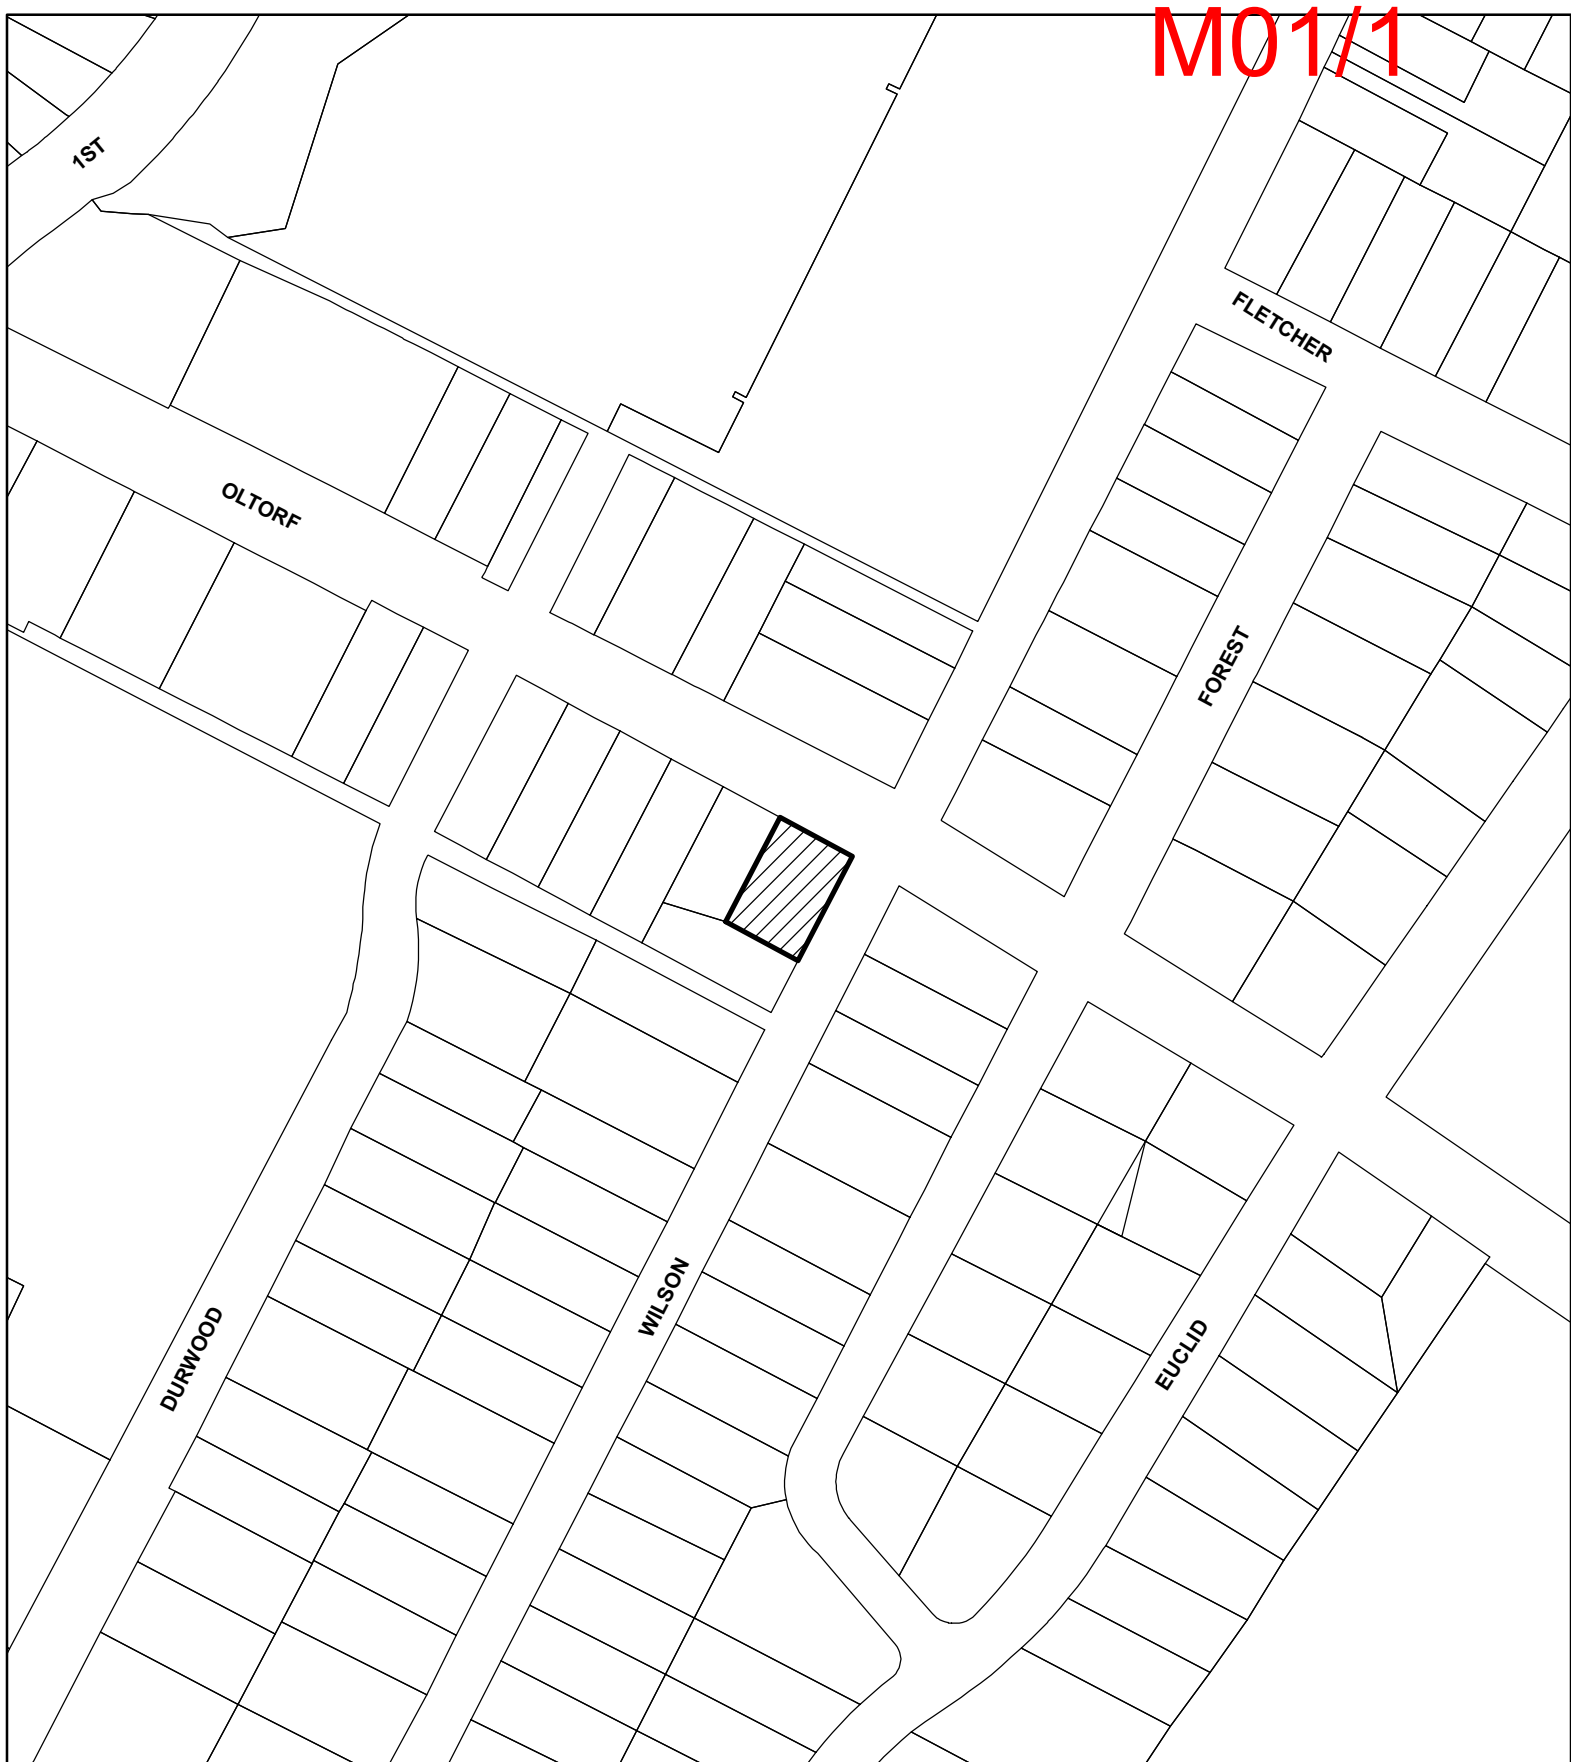 M01/1
1ST
FLETCHER
OLTORF
FOREST
WILSON
DURWOOD
EUCLID